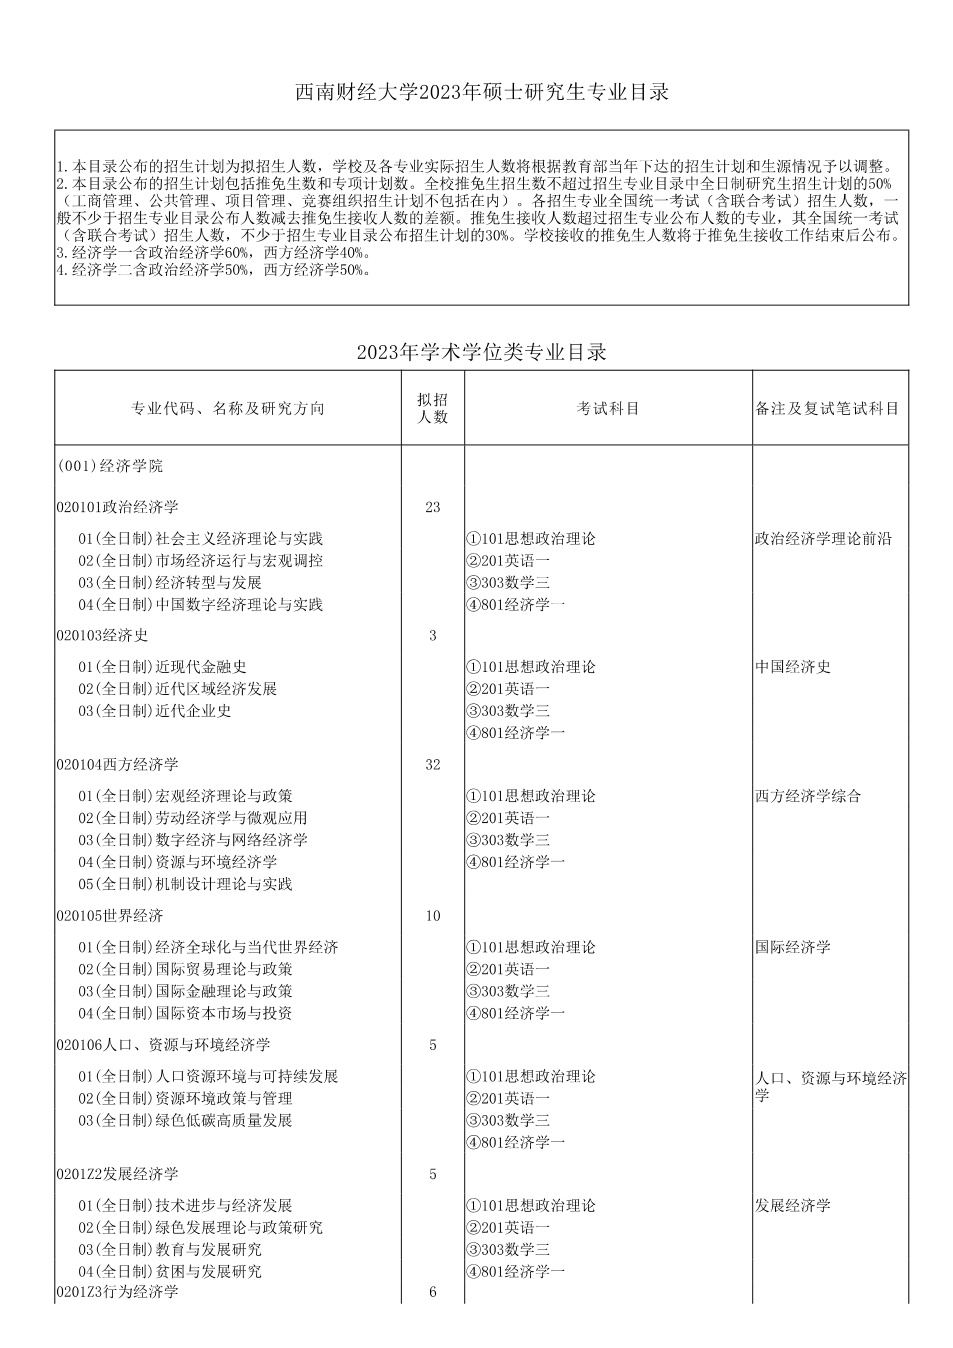 西南财经大学2023年硕士研究生专业目录
1.本目录公布的招生计划为拟招生人数，学校及各专业实际招生人数将根据教育部当年下达的招生计划和生源情况予以调整。
2.本目录公布的招生计划包括推免生数和专项计划数。全校推免生招生数不超过招生专业目录中全日制研究生招生计划的50%
（工商管理、公共管理、项目管理、竞赛组织招生计划不包括在内）。各招生专业全国统一考试（含联合考试）招生人数，一
般不少于招生专业目录公布人数减去推免生接收人数的差额。推免生接收人数超过招生专业公布人数的专业，其全国统一考试
（含联合考试）招生人数，不少于招生专业目录公布招生计划的30%。学校接收的推免生人数将于推免生接收工作结束后公布。
3.经济学一含政治经济学60%，西方经济学40%。
4.经济学二含政治经济学50%，西方经济学50%。
2023年学术学位类专业目录
专业代码、名称及研究方向 拟招人数 考试科目 备注及复试笔试科目
(001)经济学院
020101政治经济学 23
01(全日制)社会主义经济理论与实践 ①101思想政治理论 政治经济学理论前沿
02(全日制)市场经济运行与宏观调控 ②201英语一
03(全日制)经济转型与发展 ③303数学三
04(全日制)中国数字经济理论与实践 ④801经济学一
020103经济史 3
01(全日制)近现代金融史 ①101思想政治理论 中国经济史
02(全日制)近代区域经济发展 ②201英语一
03(全日制)近代企业史 ③303数学三
④801经济学一
020104西方经济学 32
01(全日制)宏观经济理论与政策 ①101思想政治理论 西方经济学综合
02(全日制)劳动经济学与微观应用 ②201英语一
03(全日制)数字经济与网络经济学 ③303数学三
04(全日制)资源与环境经济学 ④801经济学一
05(全日制)机制设计理论与实践
020105世界经济 10
01(全日制)经济全球化与当代世界经济 ①101思想政治理论 国际经济学
02(全日制)国际贸易理论与政策 ②201英语一
03(全日制)国际金融理论与政策 ③303数学三
04(全日制)国际资本市场与投资 ④801经济学一
020106人口、资源与环境经济学 5
01(全日制)人口资源环境与可持续发展 ①101思想政治理论 人口、资源与环境经济
02(全日制)资源环境政策与管理 ②201英语一 学
03(全日制)绿色低碳高质量发展 ③303数学三
④801经济学一
0201Z2发展经济学 5
01(全日制)技术进步与经济发展 ①101思想政治理论 发展经济学
02(全日制)绿色发展理论与政策研究 ②201英语一
03(全日制)教育与发展研究 ③303数学三
04(全日制)贫困与发展研究 ④801经济学一
0201Z3行为经济学 6